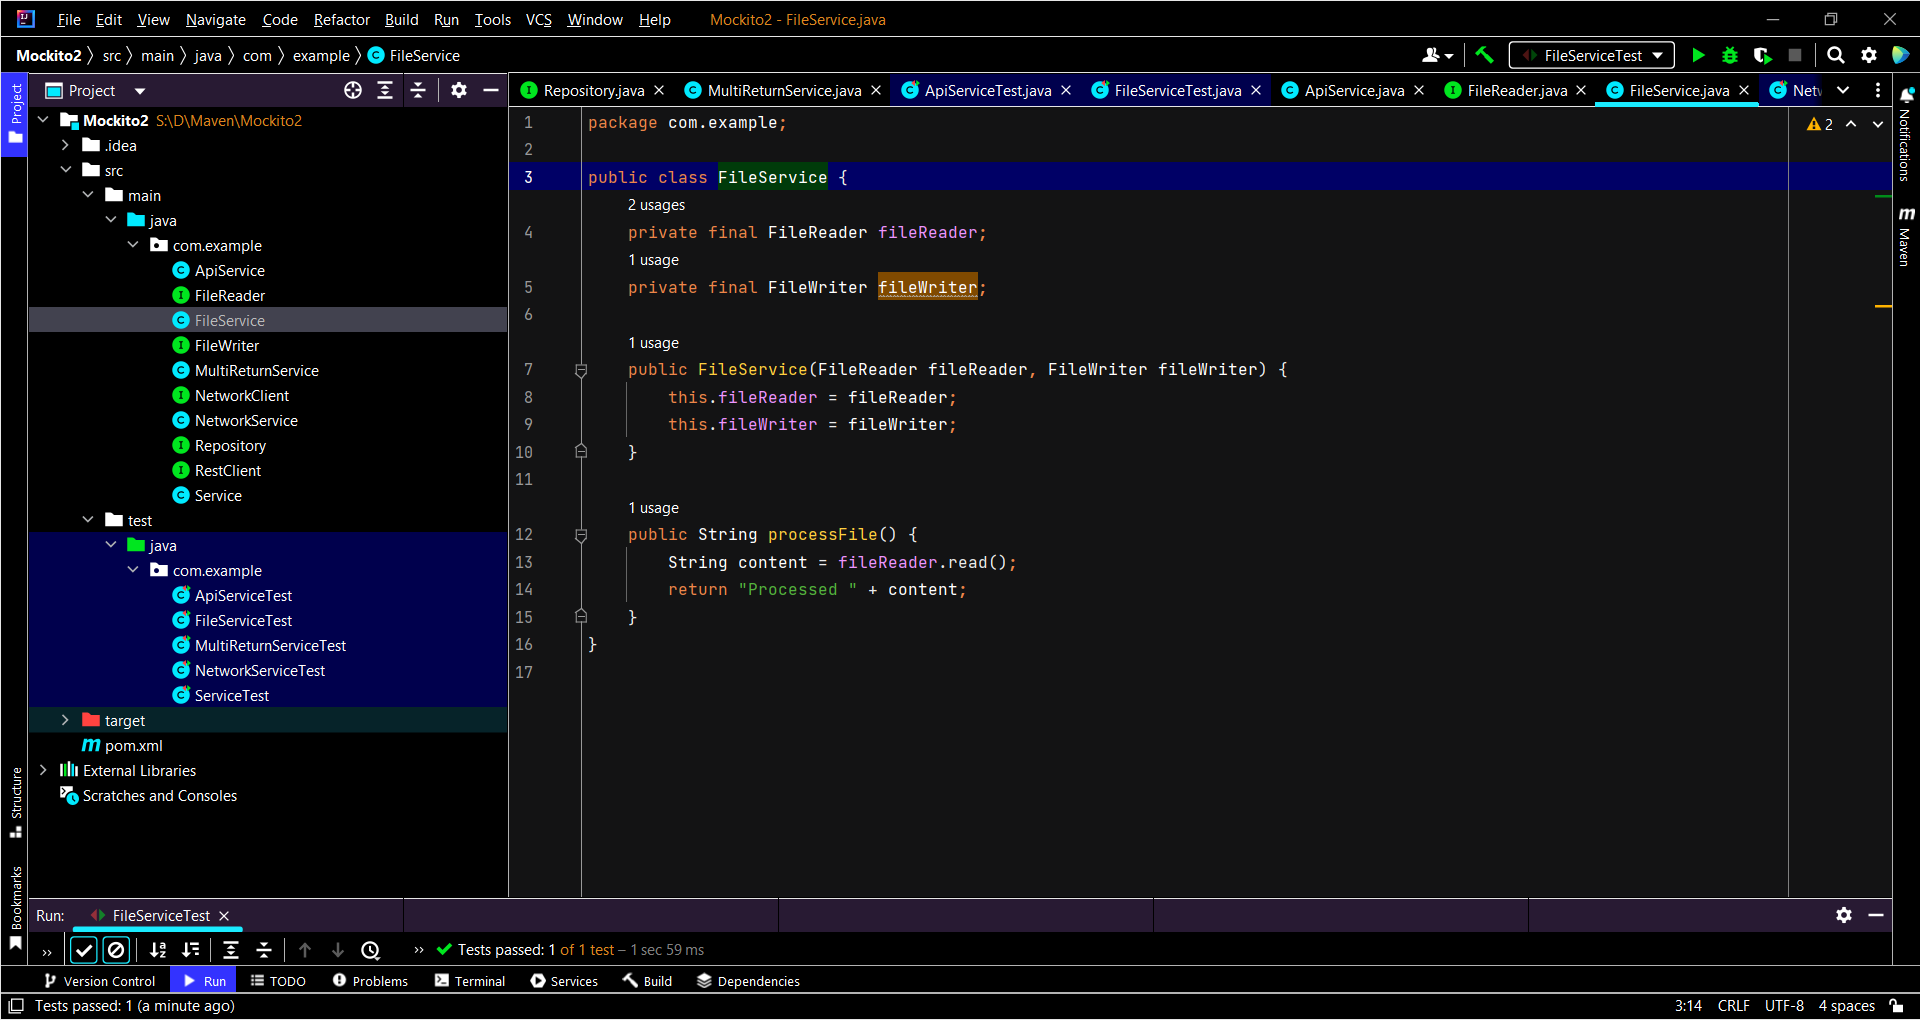 File Edit View Navigate Code Refactor Build Run Tools VCS Window Help Mockito2 - FileService.java
Mockito2 src main java com example FileService FileServiceTest
Project
Project
Repository.java MultiReturnService.java ApiServiceTest.java FileServiceTest.java ApiService.java FileReader.java FileService.java Netw
Mockito2 S:\D\Maven\Mockito2
.idea
src
main
java
com.example
ApiService
FileReader
FileService
FileWriter
MultiReturnService
NetworkClient
NetworkService
Repository
RestClient
Service
test
java
com.example
ApiServiceTest
FileServiceTest
MultiReturnServiceTest
NetworkServiceTest
ServiceTest
target
pom.xml
External Libraries
Scratches and Consoles
Structure
Bookmarks
1 package com.example;
2
3 public class FileService {
2 usages
4 private final FileReader fileReader;
1 usage
5 private final FileWriter fileWriter;
6
1 usage
7 public FileService(FileReader fileReader, FileWriter fileWriter) {
8 this.fileReader = fileReader;
9 this.fileWriter = fileWriter;
10 }
11
1 usage
12 public String processFile() {
13 String content = fileReader.read();
14 return "Processed " + content;
15 }
16 }
17
2
Notifications
Maven
Run: FileServiceTest
Tests passed: 1 of 1 test – 1 sec 59 ms
Version Control Run TODO Problems Terminal Services Build Dependencies
Tests passed: 1 (a minute ago) 3:14 CRLF UTF-8 4 spaces